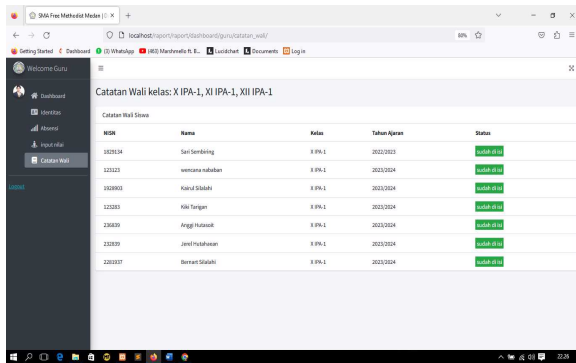 SMA Free Methodist Medan | S
localhost/raport/raport/dashboard/guru/catatan_wali/
80%
Getting Started
Dashboard
(3) WhatsApp
(463) Marshmello ft. B...
Lucidchart
Documents
Log in
Welcome Guru
Dashboard
Identitas
Absensi
input nilai
Catatan Wali
Logout
Catatan Wali kelas: X IPA-1, XI IPA-1, XII IPA-1
Catatan Wali Siswa
NISN Nama Kelas Tahun Ajaran Status
1829134 Sari Sembiring X IPA-1 2022/2023 sudah di isi
123123 wencana nababan X IPA-1 2023/2024 sudah di isi
1928903 Kairul Silalahi X IPA-1 2023/2024 sudah di isi
123283 Kiki Tarigan X IPA-1 2023/2024 sudah di isi
236839 Anggi Hutasoit X IPA-1 2023/2024 sudah di isi
232839 Jenil Hutahaean X IPA-1 2023/2024 sudah di isi
2281937 Bernart Silalahi X IPA-1 2023/2024 sudah di isi
22.26